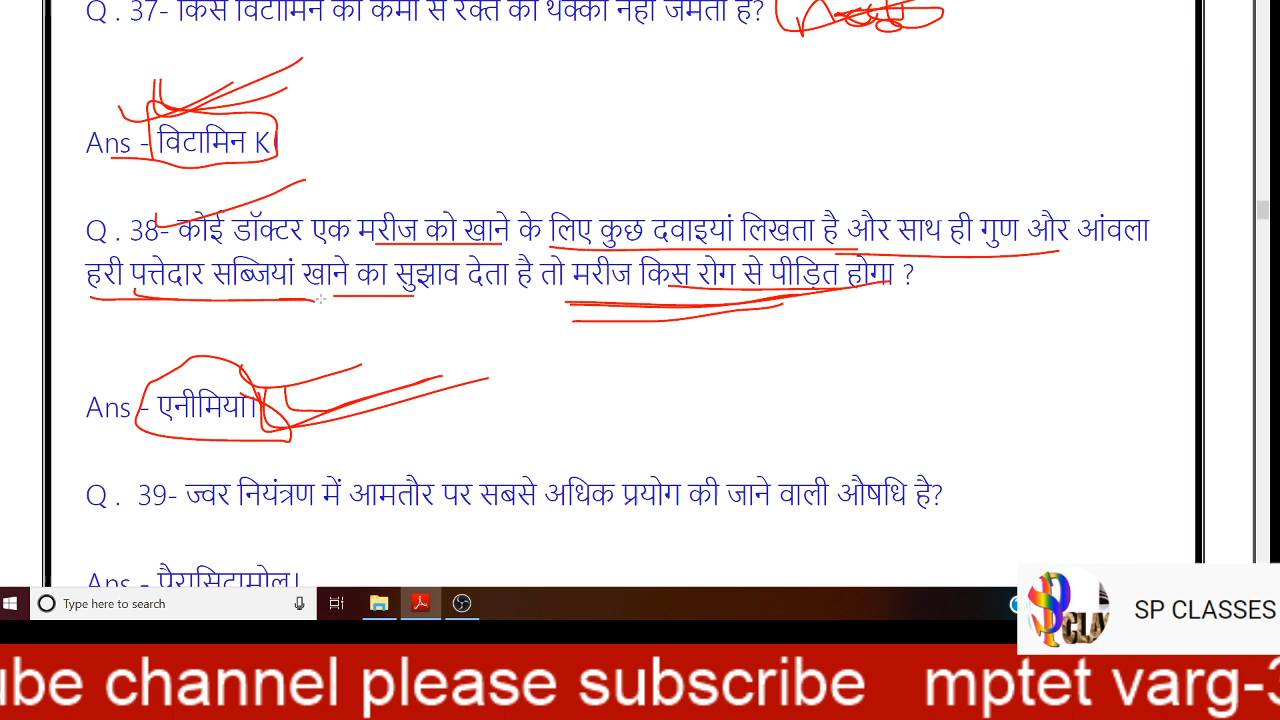 Q . 37- किस विटामिन की कमी से रक्त का थक्का नहीं जमता है?
Ans - विटामिन K
Q . 38- कोई डॉक्टर एक मरीज को खाने के लिए कुछ दवाइयां लिखता है और साथ ही गुण और आंवला
हरी पत्तेदार सब्जियां खाने का सुझाव देता है तो मरीज किस रोग से पीड़ित होगा ?
Ans - एनीमिया।
Q . 39- ज्वर नियंत्रण में आमतौर पर सबसे अधिक प्रयोग की जाने वाली औषधि है?
Ans - पैरासिटामोल।
Type here to search
SP CLASSES
CLA
ube channel please subscribe mptet varg-3